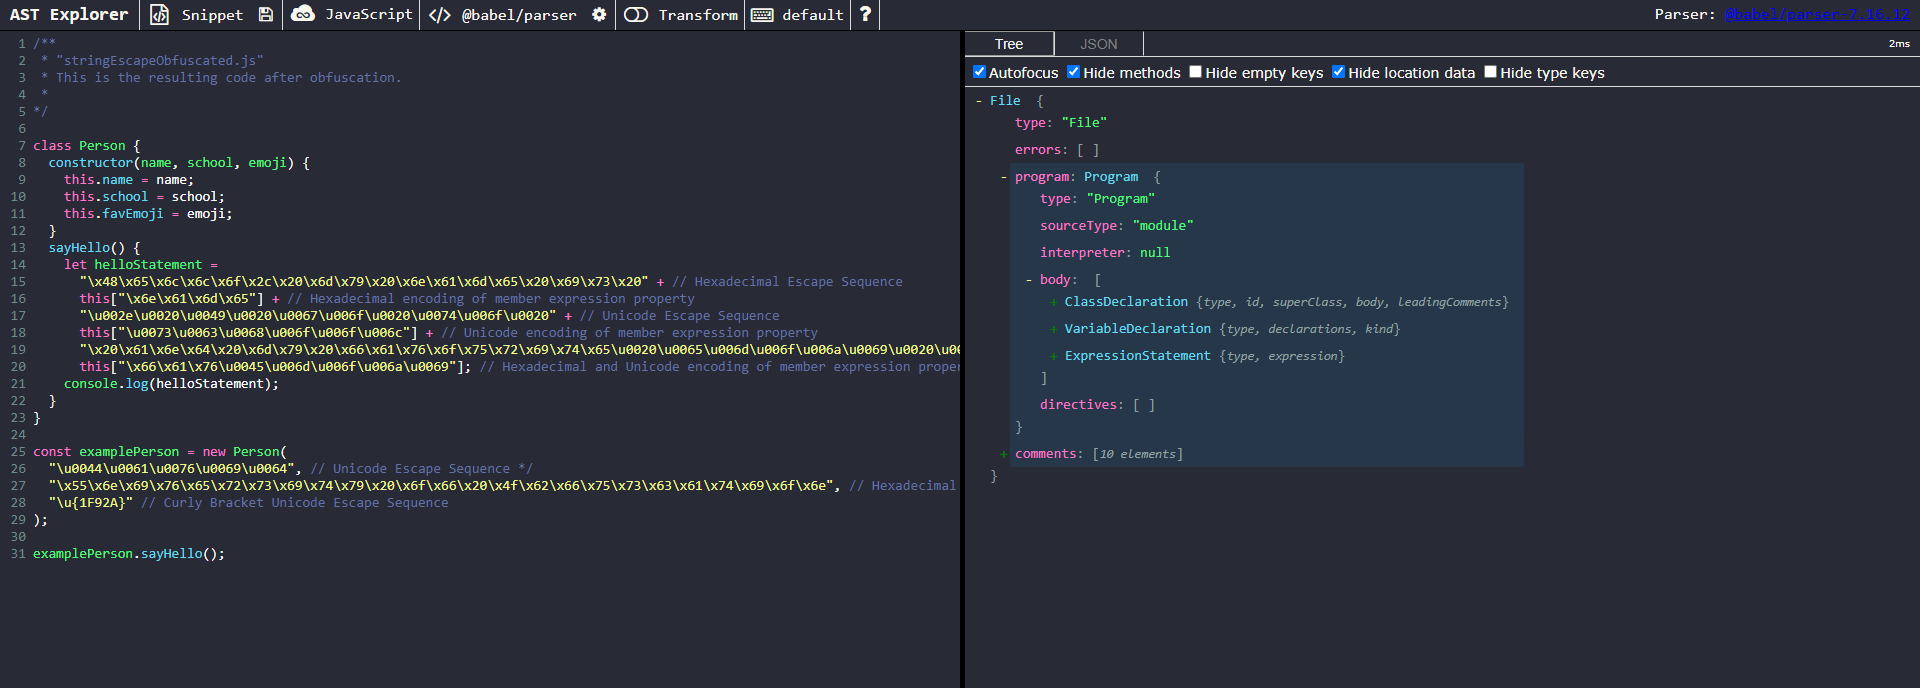 AST Explorer Snippet JavaScript </> @babel/parser Transform default ? Parser: @babel/parser-7.16.12
Tree JSON 2ms
Autofocus Hide methods Hide empty keys Hide location data Hide type keys
1 /**
2  * "stringEscapeObfuscated.js"
3  * This is the resulting code after obfuscation.
4  *
5 */
6
7 class Person {
8   constructor(name, school, emoji) {
9     this.name = name;
10     this.school = school;
11     this.favEmoji = emoji;
12   }
13   sayHello() {
14     let helloStatement =
15       "\x48\x65\x6c\x6c\x6f\x2c\x20\x6d\x79\x20\x6e\x61\x6d\x65\x20\x69\x73\x20" + // Hexadecimal Escape Sequence
16       this["\x6e\x61\x6d\x65"] + // Hexadecimal encoding of member expression property
17       "\u002e\u0020\u0049\u0020\u0067\u006f\u0020\u0074\u006f\u0020" + // Unicode Escape Sequence
18       this["\u0073\u0063\u0068\u006f\u006f\u006c"] + // Unicode encoding of member expression property
19       "\x20\x61\x6e\x64\x20\x6d\x79\x20\x66\x61\x76\x6f\x75\x72\x69\x74\x65\u0020\u0065\u006d\u006f\u006a\u0069\u0020\u00
20       this["\x66\x61\x76\u0045\u006d\u006f\u006a\u0069"]; // Hexadecimal and Unicode encoding of member expression proper
21     console.log(helloStatement);
22   }
23 }
24
25 const examplePerson = new Person(
26   "\u0044\u0061\u0076\u0069\u0064", // Unicode Escape Sequence */
27   "\x55\x6e\x69\x76\x65\x72\x73\x69\x74\x79\x20\x6f\x66\x20\x4f\x62\x66\x75\x73\x63\x61\x74\x69\x6f\x6e", // Hexadecimal
28   "\u{1F92A}" // Curly Bracket Unicode Escape Sequence
29 );
30
31 examplePerson.sayHello();
- File {
type: "File"
errors: [ ]
- program: Program {
type: "Program"
sourceType: "module"
interpreter: null
- body: [
+ ClassDeclaration {type, id, superClass, body, leadingComments}
+ VariableDeclaration {type, declarations, kind}
+ ExpressionStatement {type, expression}
]
directives: [ ]
}
+ comments: [10 elements]
}